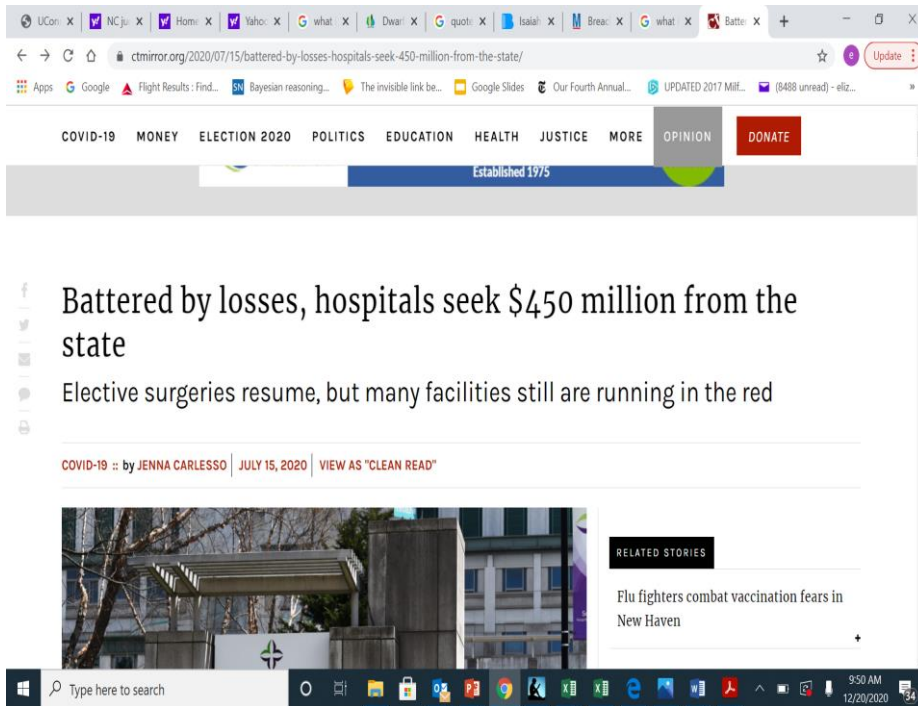 UCon
NC ju
Home
Yaho
what
Dwarf
quote
Isaiah
Breac
what
Batter
ctmirror.org/2020/07/15/battered-by-losses-hospitals-seek-450-million-from-the-state/
e
Update
Apps
Google
Flight Results : Find...
SN Bayesian reasoning...
The invisible link be...
Google Slides
Our Fourth Annual...
UPDATED 2017 Milf...
(8488 unread) - eliz...
»
COVID-19 MONEY ELECTION 2020 POLITICS EDUCATION HEALTH JUSTICE MORE OPINION DONATE
Established 1975
Battered by losses, hospitals seek $450 million from the
state
Elective surgeries resume, but many facilities still are running in the red
COVID-19 :: by JENNA CARLESSO | JULY 15, 2020 | VIEW AS "CLEAN READ"
RELATED STORIES
Flu fighters combat vaccination fears in
New Haven
+
Type here to search
9:50 AM
12/20/2020
34